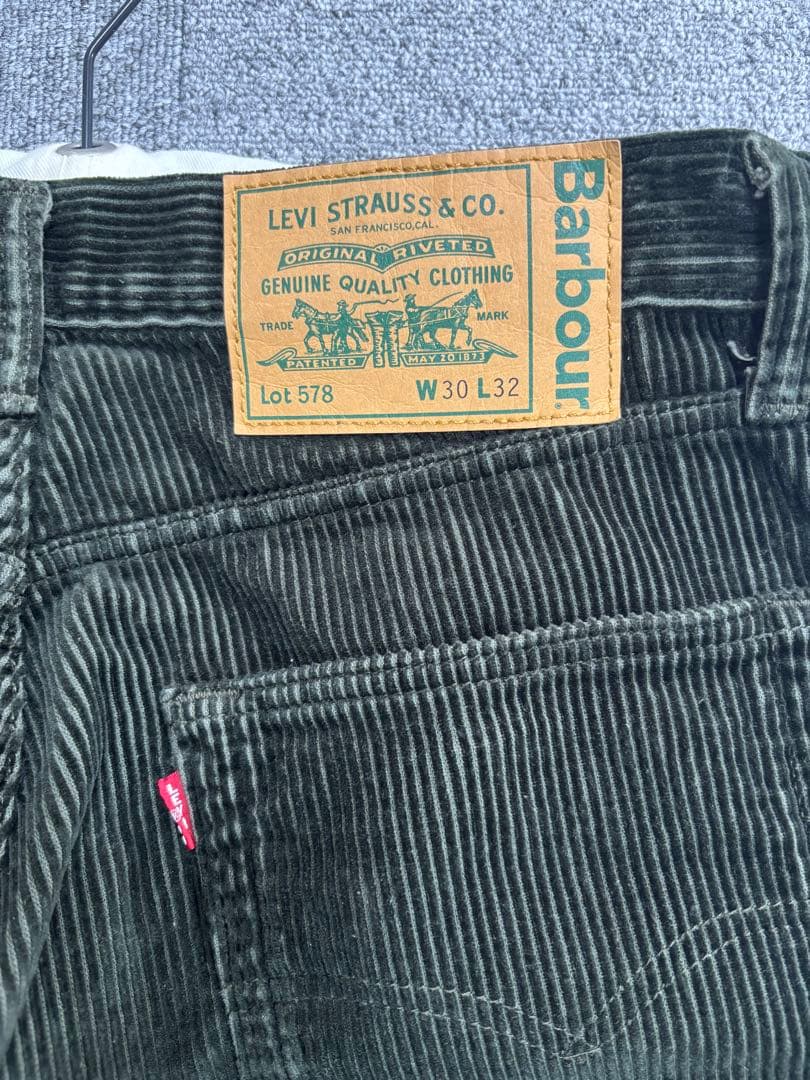 LEVI STRAUSS & CO.
SAN FRANCISCO, CAL.
ORIGINAL RIVETED
GENUINE QUALITY CLOTHING
TRADE MARK
PATENTED MAY 20 1873
Lot 578 W30 L32
Barbour
LEVI'S